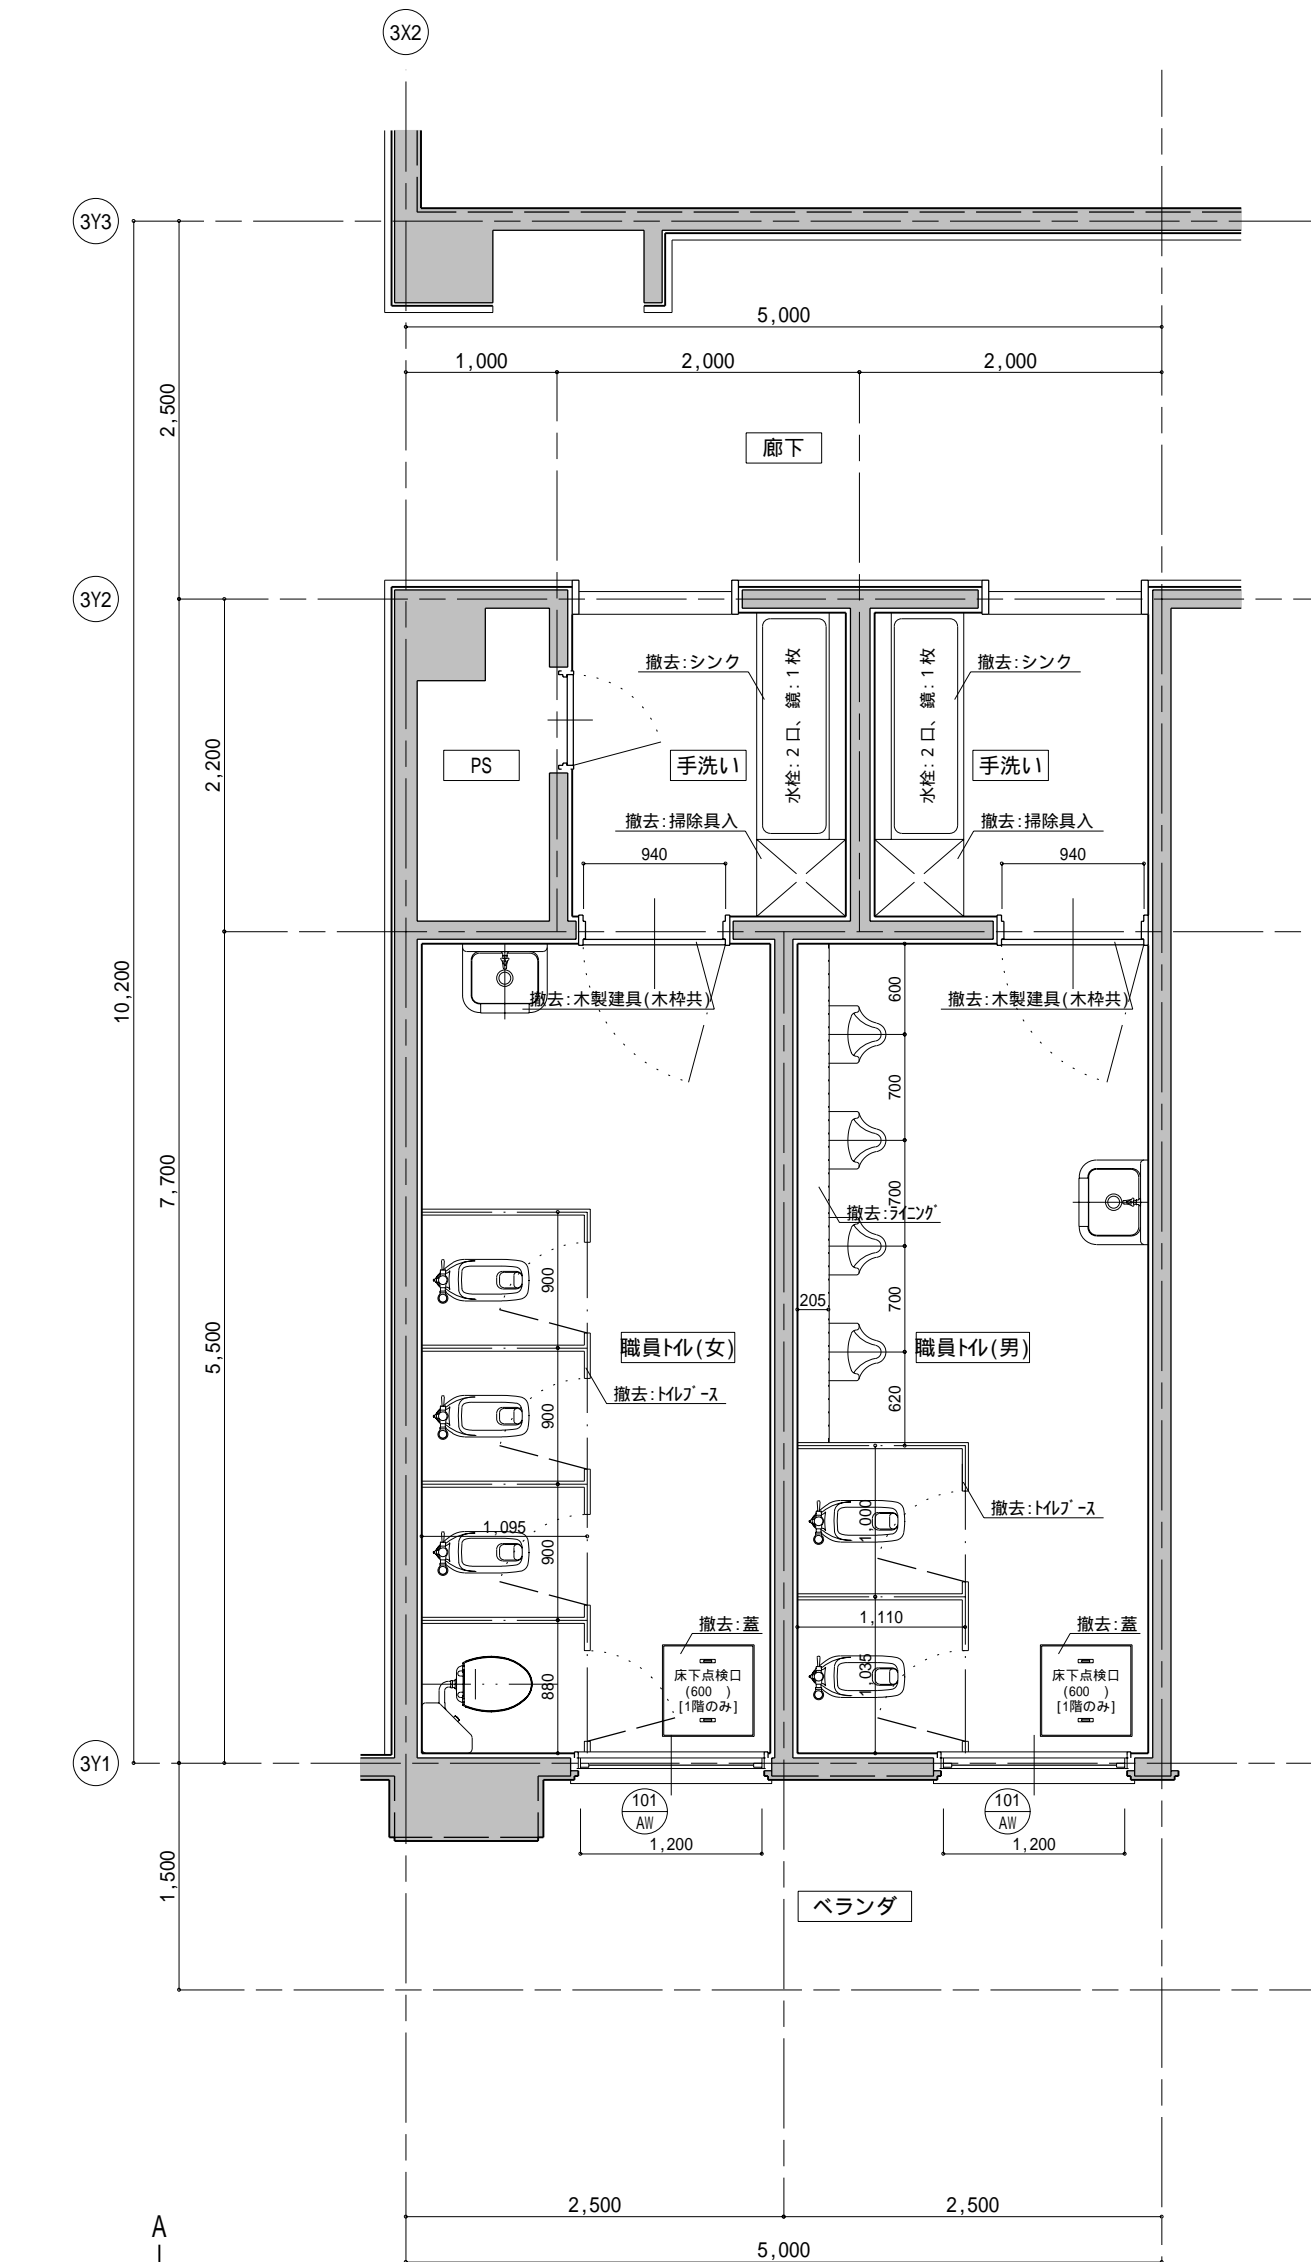 3X2
3Y3
5,000
1,000
2,000
2,000
2,500
廊下
3Y2
撤去:シンク
水栓:2口、鏡:1枚
水栓:2口、鏡:1枚
撤去:シンク
2,200
PS
手洗い
手洗い
撤去:掃除具入
撤去:掃除具入
940
940
10,200
撤去:木製建具(木枠共)
600
撤去:木製建具(木枠共)
700
7,700
700
撤去:ライニング
900
205
700
5,500
職員トイレ(女)
職員トイレ(男)
撤去:トイレブース
900
620
1,095
900
1,000
撤去:トイレブース
1,110
撤去:蓋
撤去:蓋
880
床下点検口
(600 )
[1階のみ]
1,035
床下点検口
(600 )
[1階のみ]
3Y1
101
AW
101
AW
1,200
1,200
1,500
ベランダ
2,500
2,500
A
5,000